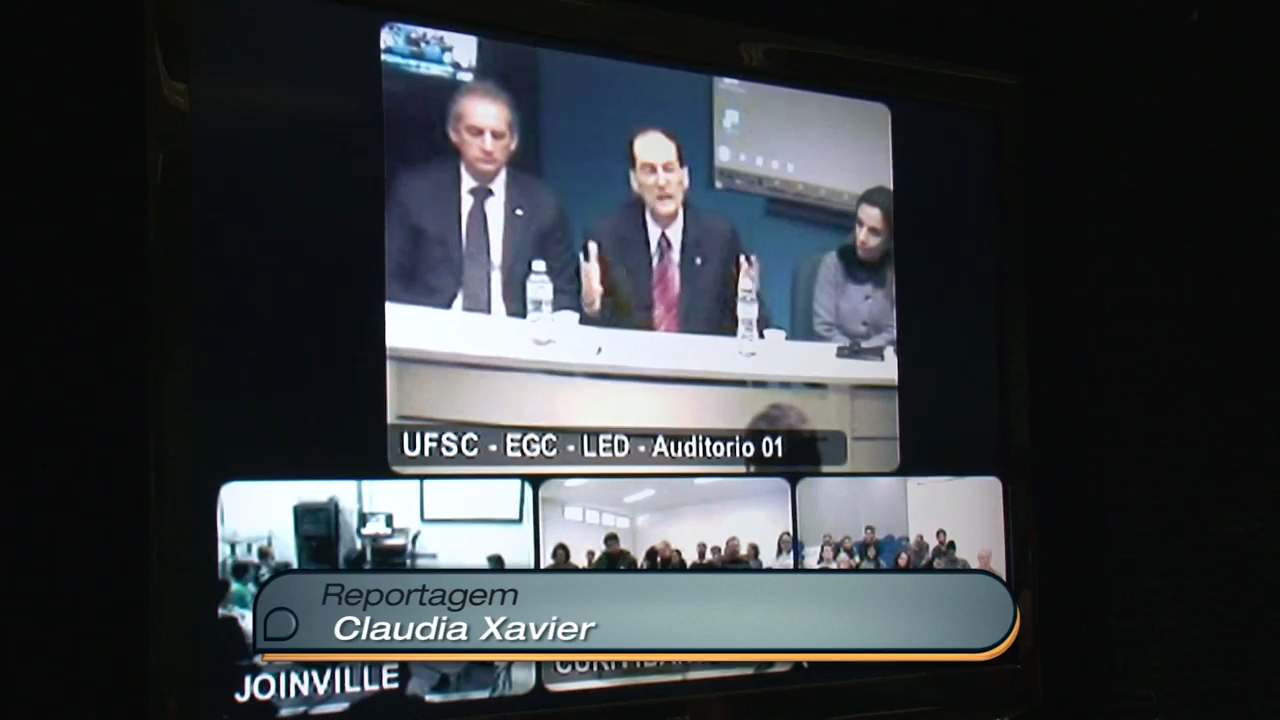 UFSC - EGC - LED - Auditorio 01
Reportagem
Claudia Xavier
JOINVILLE